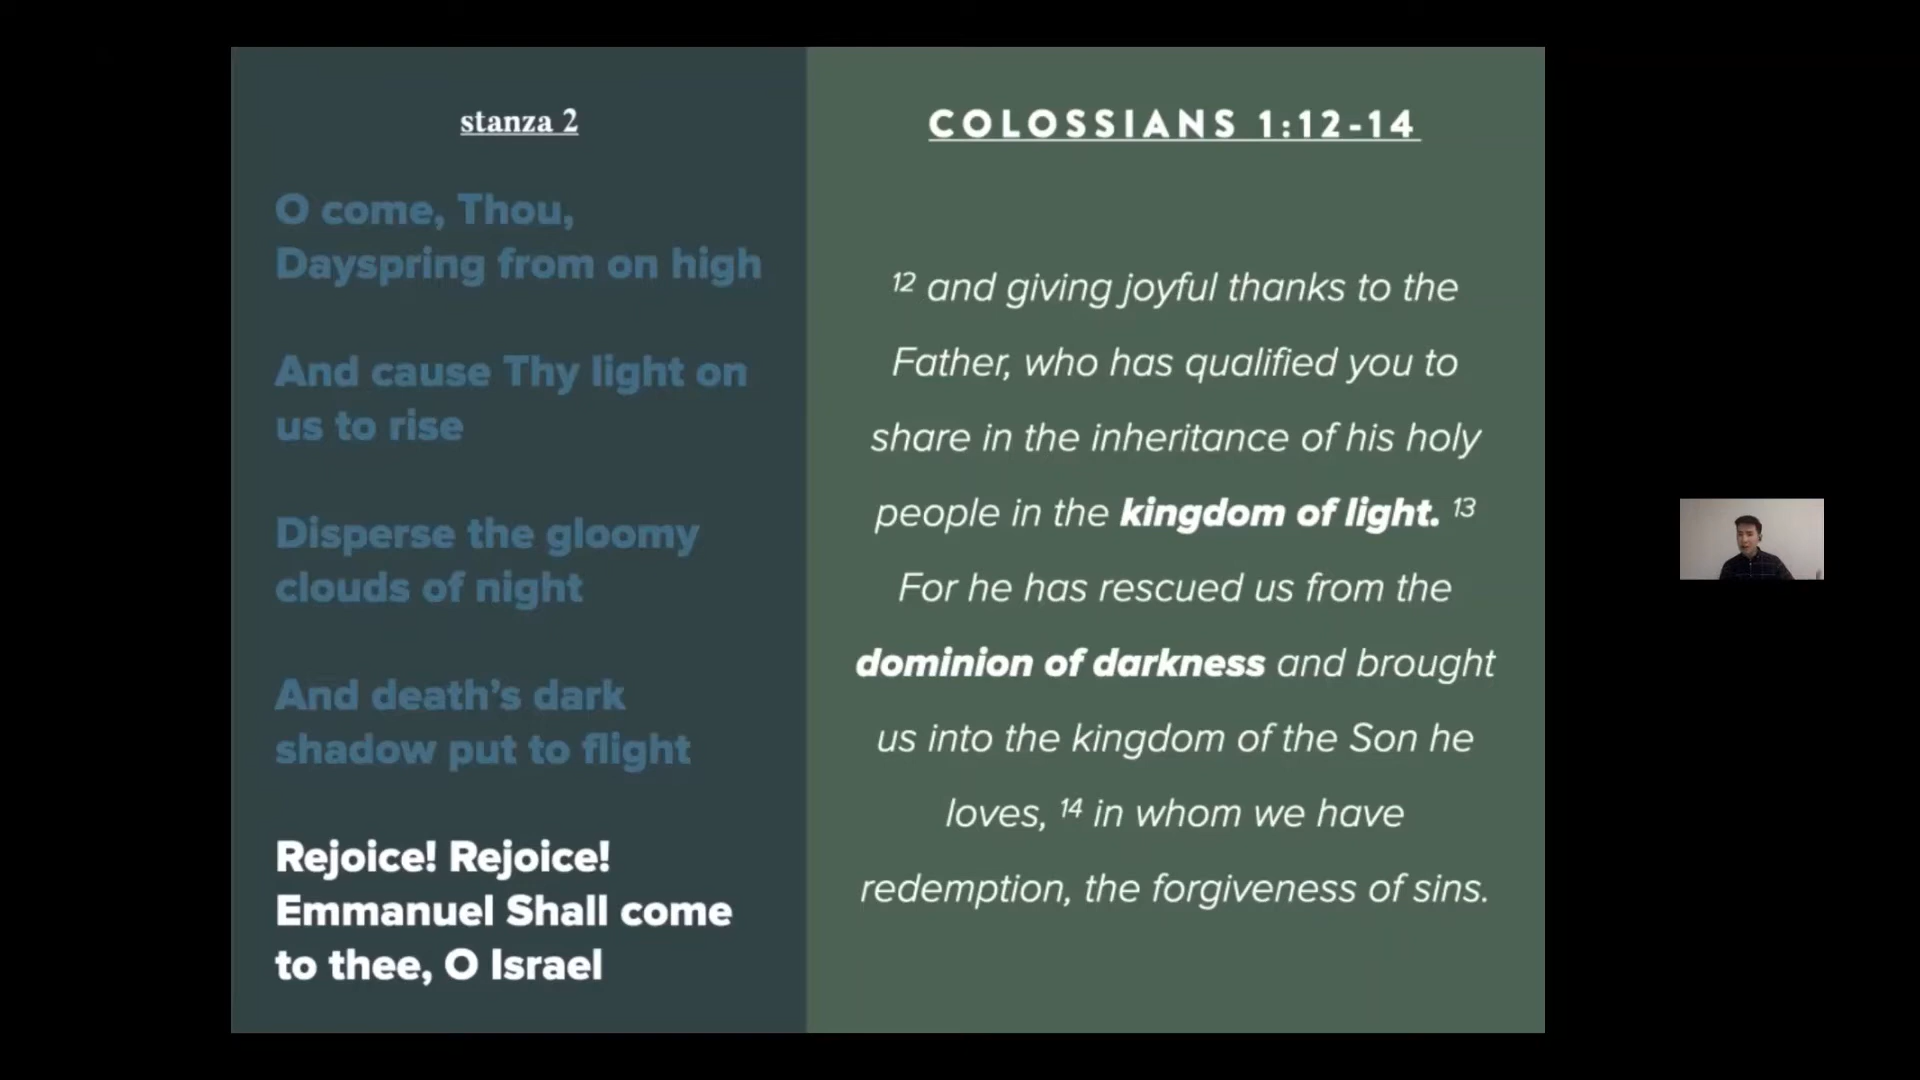 stanza 2
O come, Thou,
Dayspring from on high
And cause Thy light on
us to rise
Disperse the gloomy
clouds of night
And death’s dark
shadow put to flight
Rejoice! Rejoice!
Emmanuel Shall come
to thee, O Israel
COLOSSIANS 1:12-14
12 and giving joyful thanks to the
Father, who has qualified you to
share in the inheritance of his holy
people in the kingdom of light. 13
For he has rescued us from the
dominion of darkness and brought
us into the kingdom of the Son he
loves, 14 in whom we have
redemption, the forgiveness of sins.